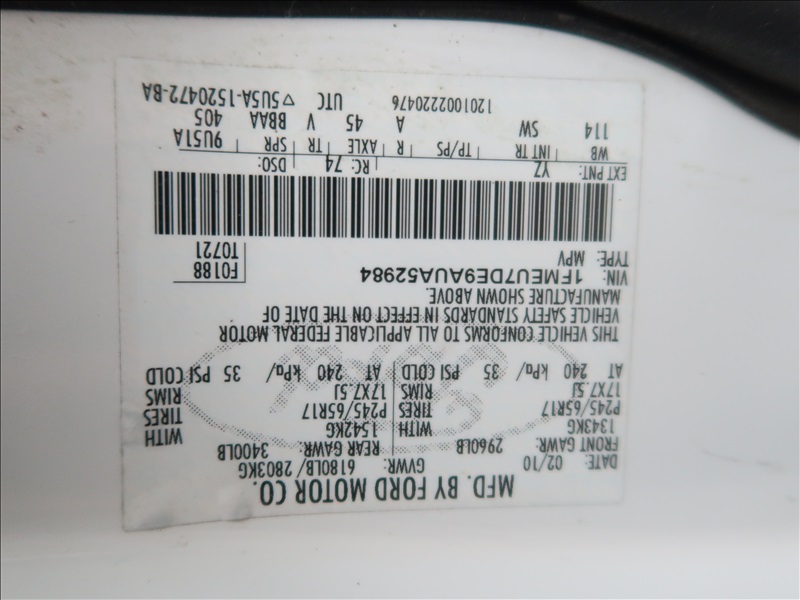 MFD. BY FORD MOTOR CO.
DATE: 02/10 GVWR: 6180LB/ 2803KG
FRONT GAWR: 2960LB REAR GAWR: 3400LB
1343KG WITH 1542KG WITH
P245/65R17 TIRES P245/65R17 TIRES
17X7.5J RIMS 17X7.5J RIMS
AT 240 kPa/ 35 PSI COLD AT 240 kPa/ 35 PSI COLD
THIS VEHICLE CONFORMS TO ALL APPLICABLE FEDERAL MOTOR
VEHICLE SAFETY STANDARDS IN EFFECT ON THE DATE OF
MANUFACTURE SHOWN ABOVE.
VIN: 1FMEU7DE9AUA52984 F0188
TYPE: MPV T0721
EXT PNT: YZ RC: 74 DSO:
WB INT TR TP/PS R AXLE TR SPR 9U51A
114 SW A 45 V BBAA 405
1201002220476 UTC ▽5U5A-1520472-BA